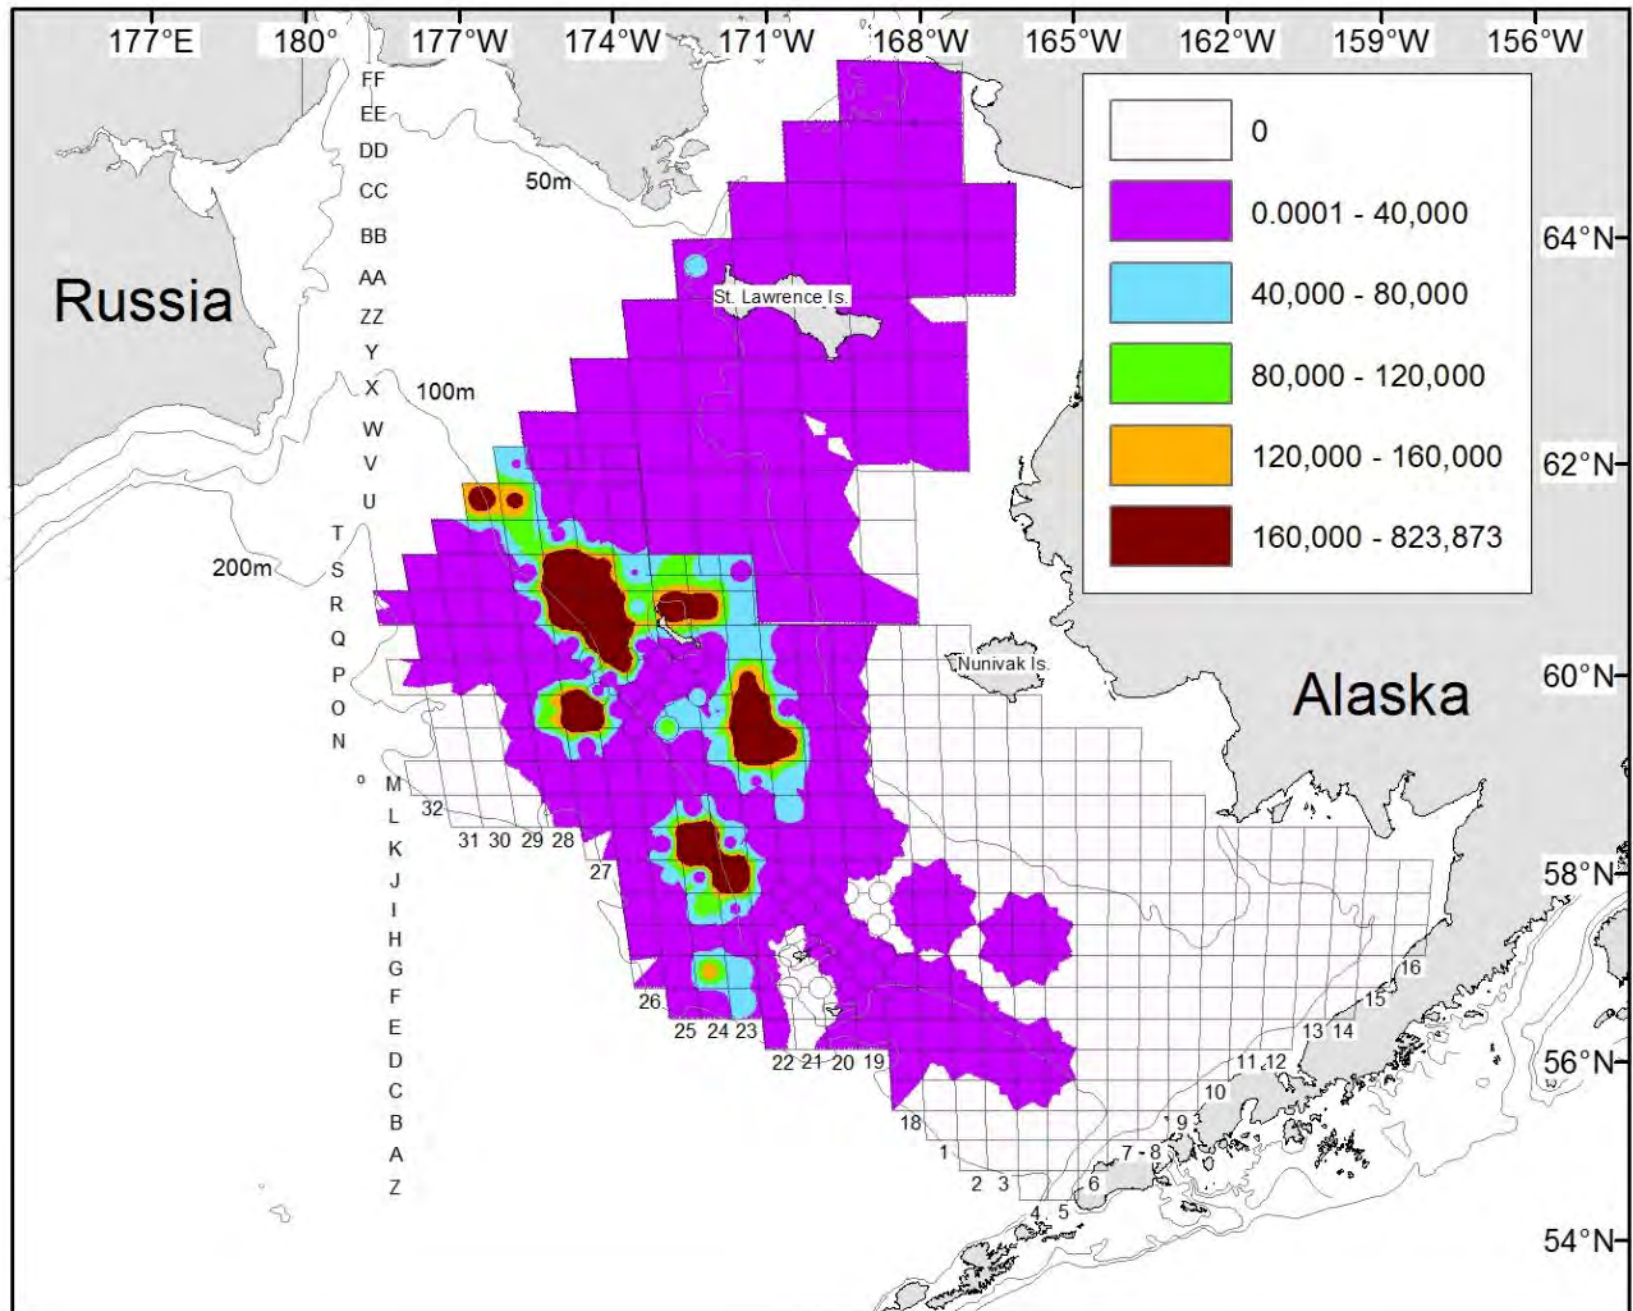 177°E 180° 177°W 174°W 171°W 168°W 165°W 162°W 159°W 156°W
FF
EE
DD
CC
BB
AA
ZZ
Y
X
W
V
U
T
S
R
Q
P
O
N
M
L
K
J
I
H
G
F
E
D
C
B
A
Z
50m
100m
200m
Russia
Alaska
St. Lawrence Is.
Nunivak Is.
0
0.0001 - 40,000
40,000 - 80,000
80,000 - 120,000
120,000 - 160,000
160,000 - 823,873
64°N
62°N
60°N
58°N
56°N
54°N
32
31 30 29 28
27
26
25 24 23
22 21 20 19
18
1
2 3
4 5
6
7 - 8
9
10
11 12
13 14
15
16